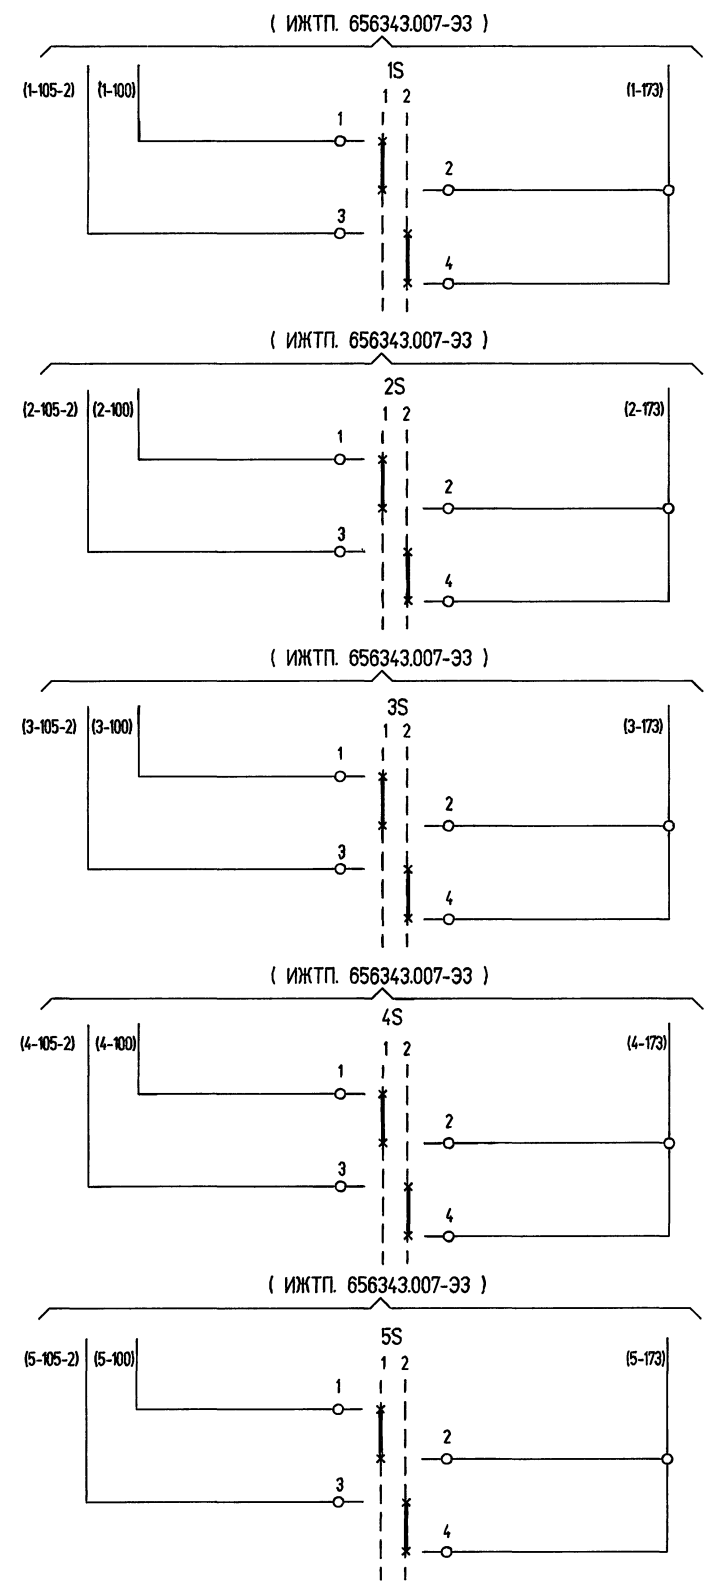 ( ИЖТП. 656343.007-ЭЗ )
1S
(1-105-2) (1-100) 1 2 (1-173)
1
2
3
4
( ИЖТП. 656343.007-ЭЗ )
2S
(2-105-2) (2-100) 1 2 (2-173)
1
2
3
4
( ИЖТП. 656343.007-ЭЗ )
3S
(3-105-2) (3-100) 1 2 (3-173)
1
2
3
4
( ИЖТП. 656343.007-ЭЗ )
4S
(4-105-2) (4-100) 1 2 (4-173)
1
2
3
4
( ИЖТП. 656343.007-ЭЗ )
5S
(5-105-2) (5-100) 1 2 (5-173)
1
2
3
4